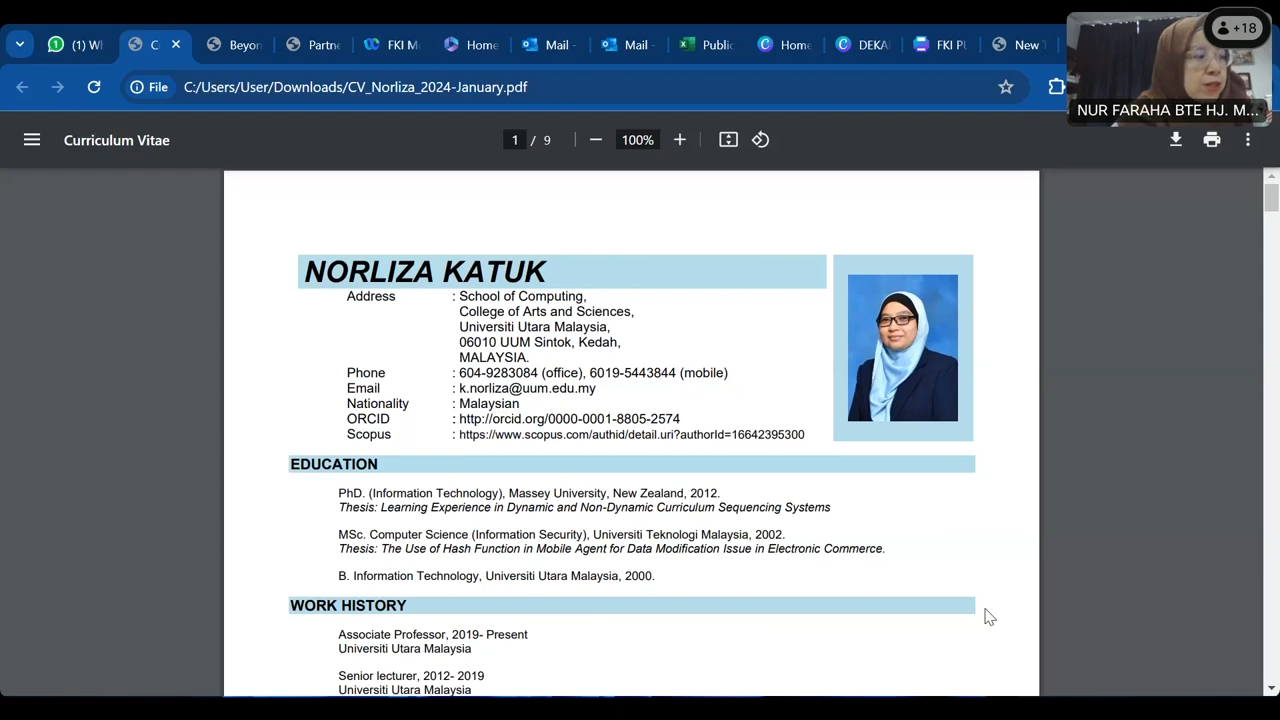 (1) Wl
C
Beyon
Partne
FKI M
Home
Mail -
Mail -
Public
Home
DEKA
FKI PU
New T
+18
File
C:/Users/User/Downloads/CV_Norliza_2024-January.pdf
NUR FARAHA BTE HJ. M...
Curriculum Vitae
1 / 9
100%
NORLIZA KATUK
Address : School of Computing,
College of Arts and Sciences,
Universiti Utara Malaysia,
06010 UUM Sintok, Kedah,
MALAYSIA.
Phone : 604-9283084 (office), 6019-5443844 (mobile)
Email : k.norliza@uum.edu.my
Nationality : Malaysian
ORCID : http://orcid.org/0000-0001-8805-2574
Scopus : https://www.scopus.com/authid/detail.uri?authorId=16642395300
EDUCATION
PhD. (Information Technology), Massey University, New Zealand, 2012.
Thesis: Learning Experience in Dynamic and Non-Dynamic Curriculum Sequencing Systems
MSc. Computer Science (Information Security), Universiti Teknologi Malaysia, 2002.
Thesis: The Use of Hash Function in Mobile Agent for Data Modification Issue in Electronic Commerce.
B. Information Technology, Universiti Utara Malaysia, 2000.
WORK HISTORY
Associate Professor, 2019- Present
Universiti Utara Malaysia
Senior lecturer, 2012- 2019
Universiti Utara Malaysia